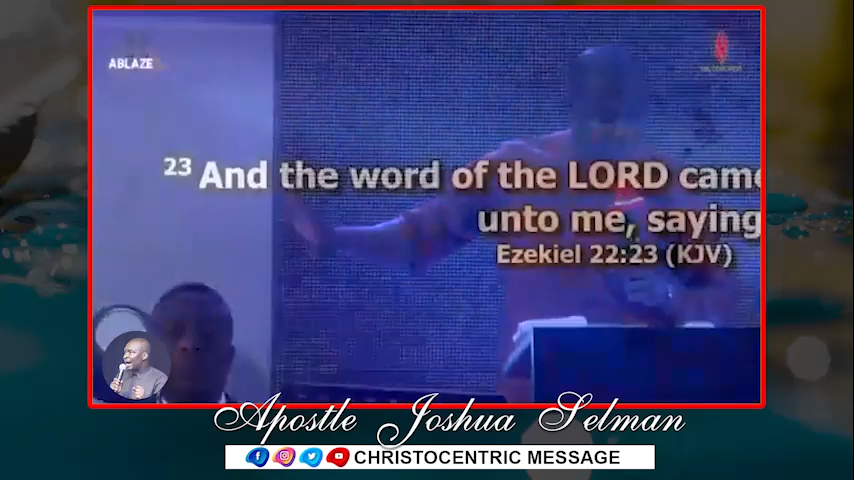 ABLAZE
23 And the word of the LORD came
unto me, saying
Ezekiel 22:23 (KJV)
Apostle Joshua Selman
CHRISTOCENTRIC MESSAGE